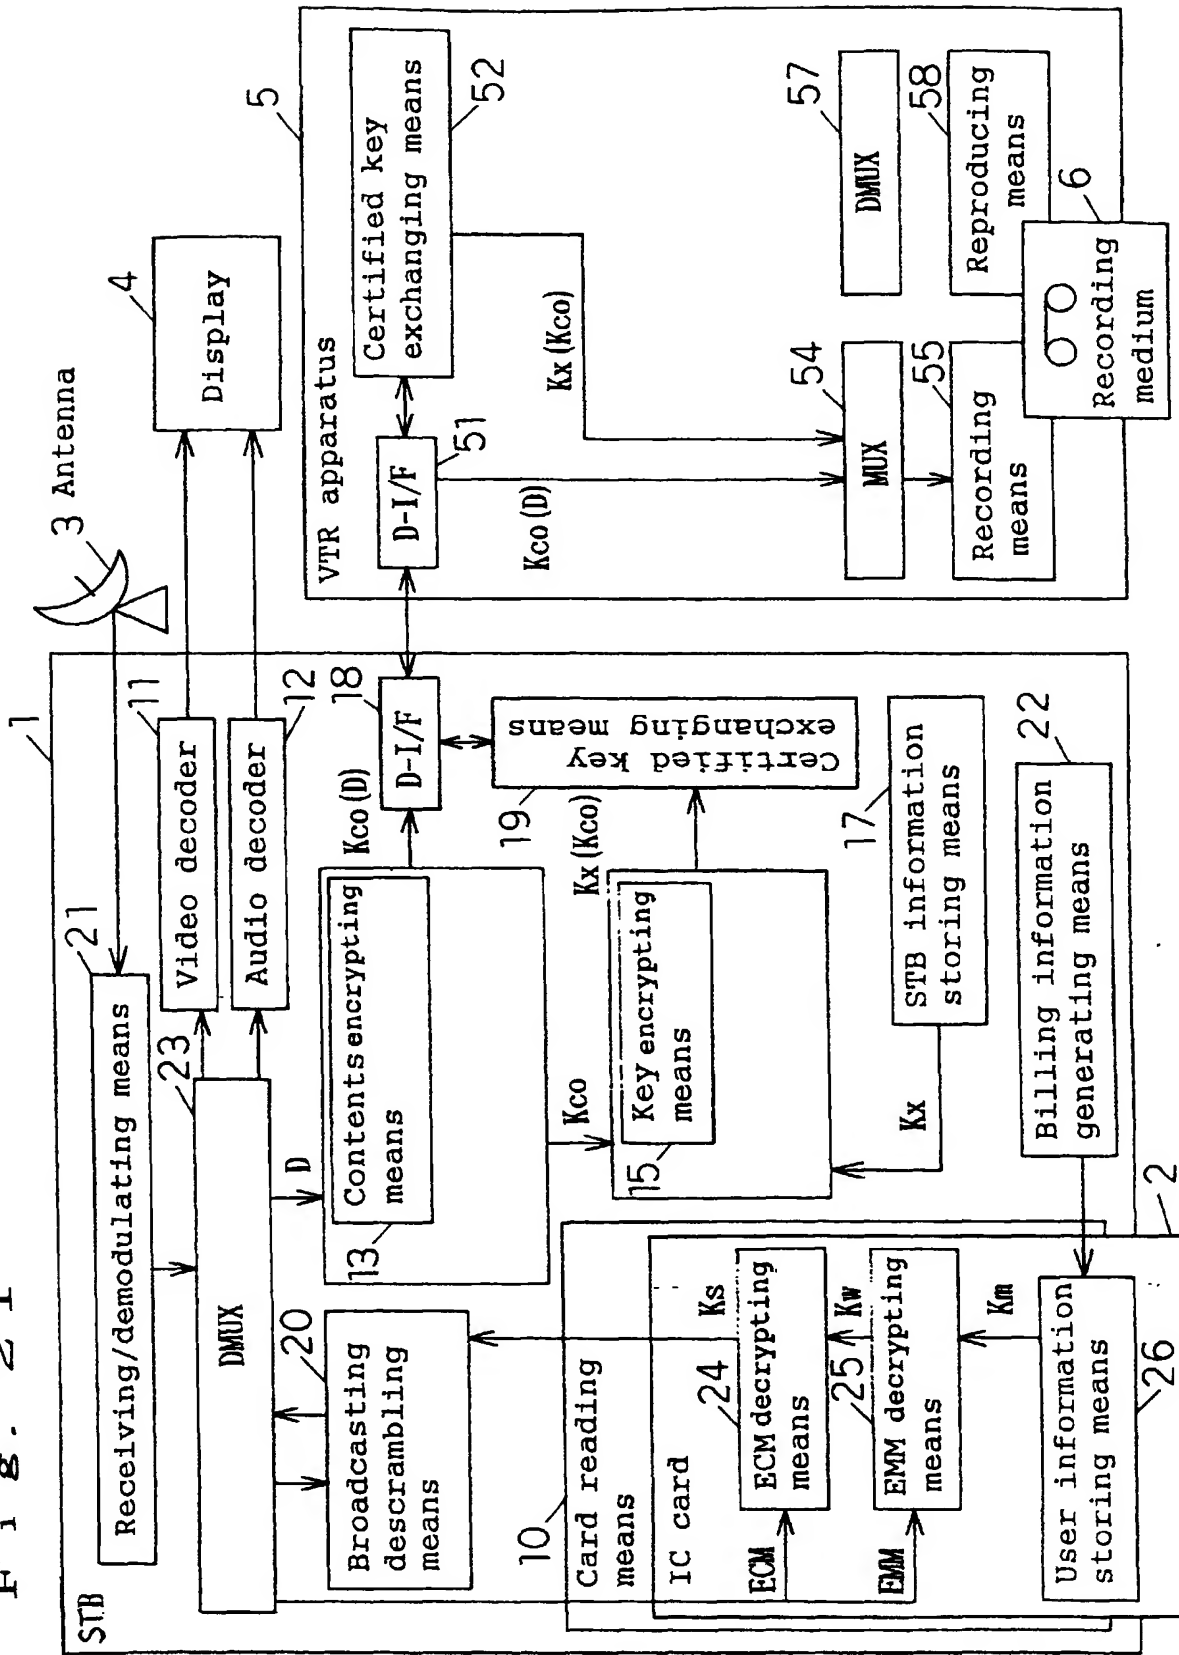 Fig. 21
STB
1
Receiving/demodulating means
21
3 Antenna
DMUX
23
Video decoder
11
Audio decoder
12
4
Display
Broadcasting
descrambling
means
20
D
Contents encrypting
means
13
Kco(D)
D-I/F
18
Kco
Key encrypting
means
15
Kx(Kco)
Certified key
exchanging means
19
STB information
storing means
17
Kx
Billing information
generating means
22
10
Card reading
means
IC card
2
ECM
ECM decrypting
means
24
Ks
Kw
EMM
EMM decrypting
means
25
Km
User information
storing means
26
VTR apparatus
5
D-I/F
51
Certified key
exchanging means
52
Kco(D)
Kx(Kco)
MUX
54
DMUX
57
Recording
means
55
Reproducing
means
58
Recording
medium
6